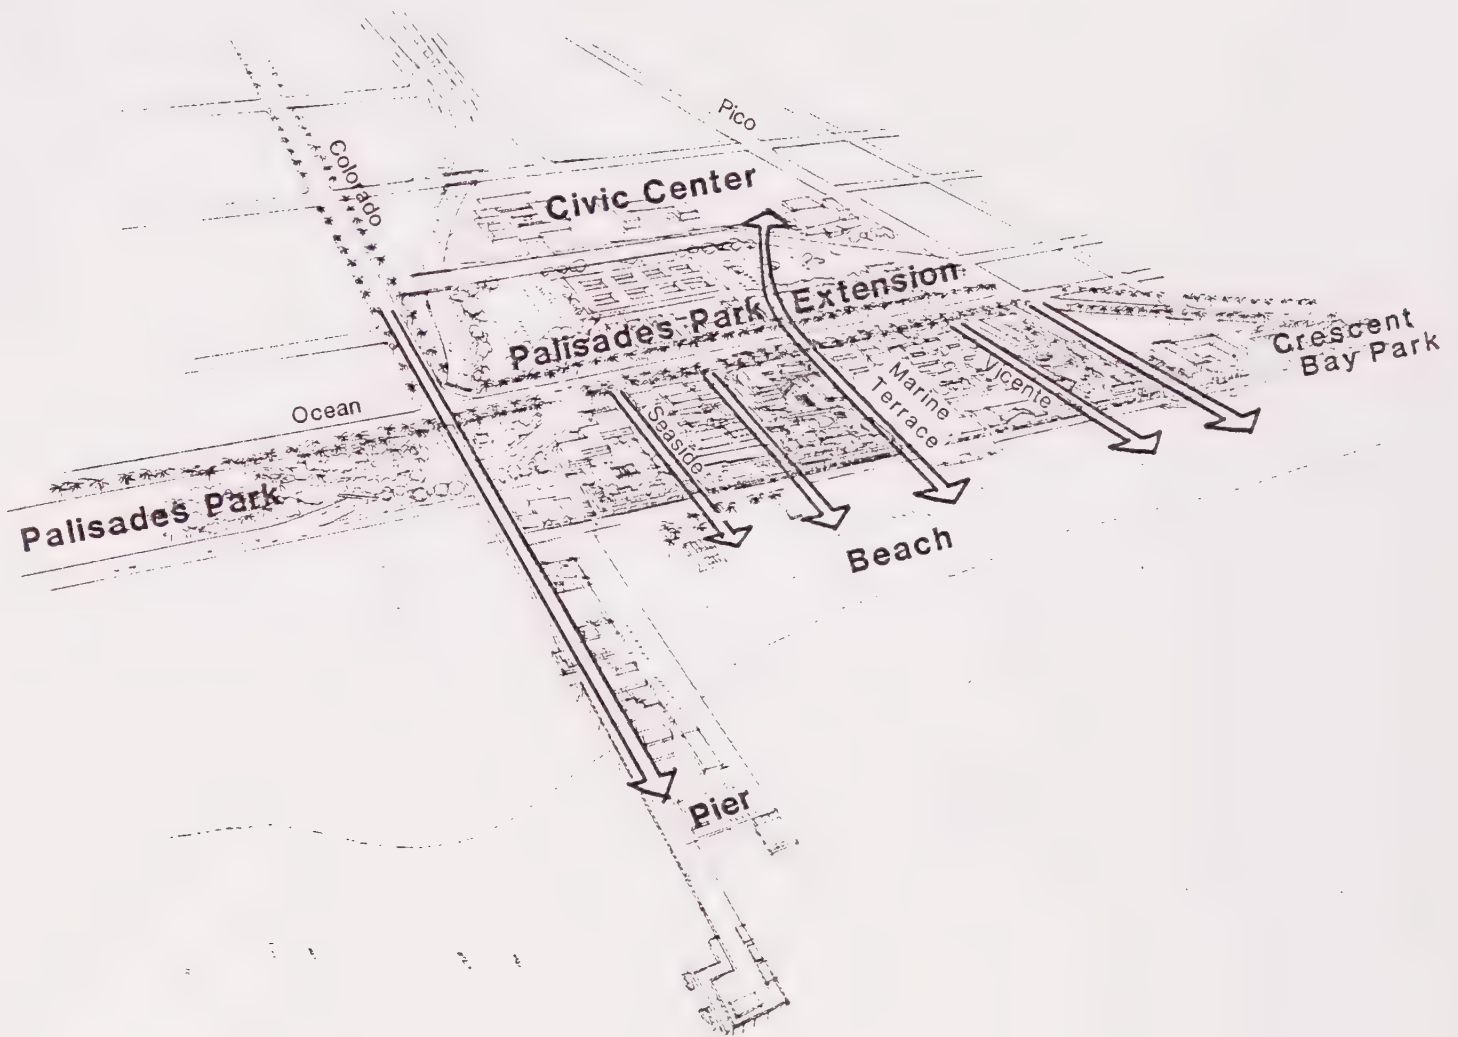 Pico
Colorado
Civic Center
Palisades Park Extension
Crescent
Bay Park
Ocean
Seaside
Marine
Terrace
Vicente
Palisades Park
Beach
Pier